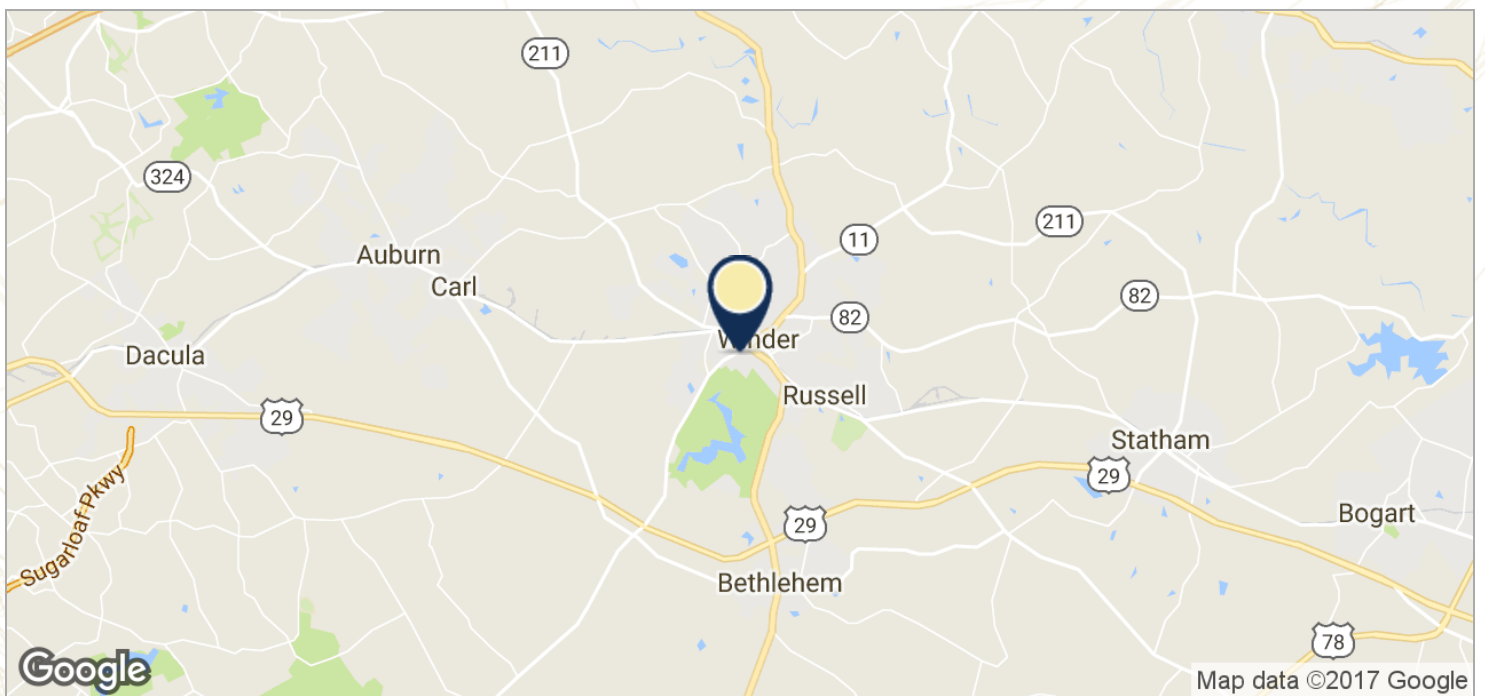 211
324
11
211
Auburn
Carl
82
82
Winder
Dacula
Russell
29
Statham
29
Sugarloaf Pkwy
29
Bogart
Bethlehem
78
Google
Map data ©2017 Google